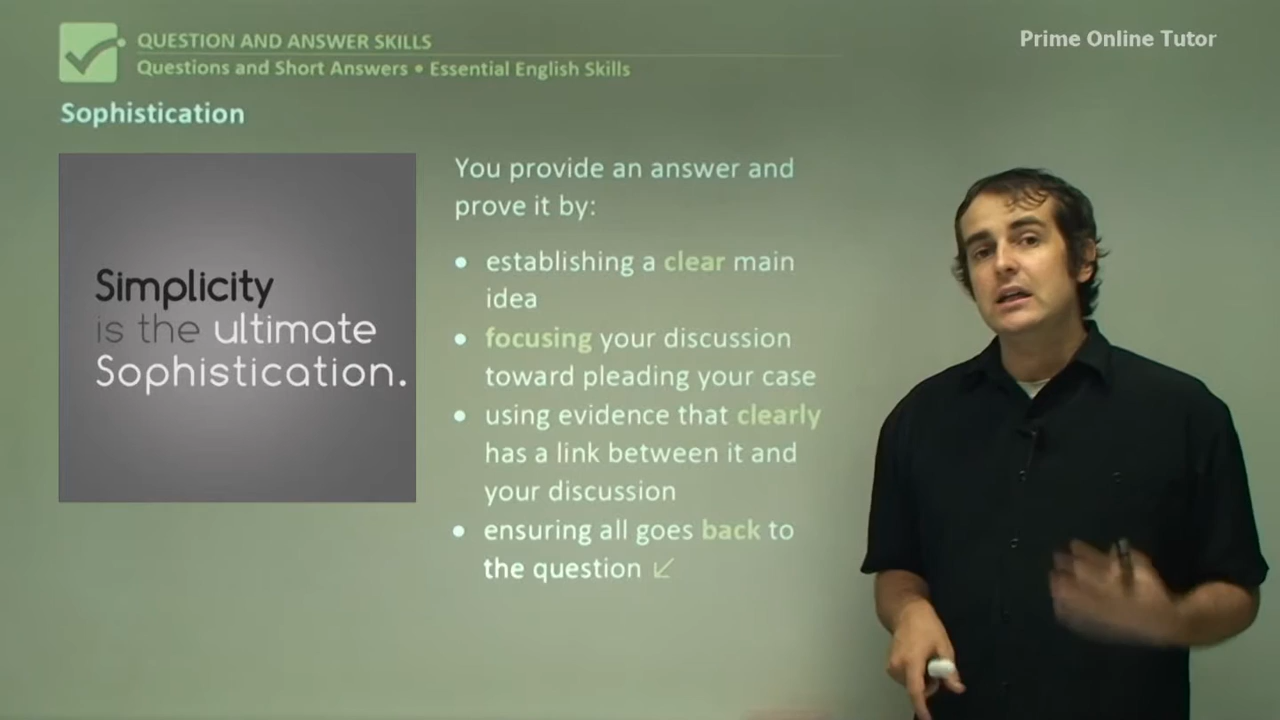 QUESTION AND ANSWER SKILLS
Questions and Short Answers • Essential English Skills
Prime Online Tutor
Sophistication
Simplicity
is the ultimate
Sophistication.
You provide an answer and
prove it by:
• establishing a clear main
idea
• focusing your discussion
toward pleading your case
• using evidence that clearly
has a link between it and
your discussion
• ensuring all goes back to
the question ↙